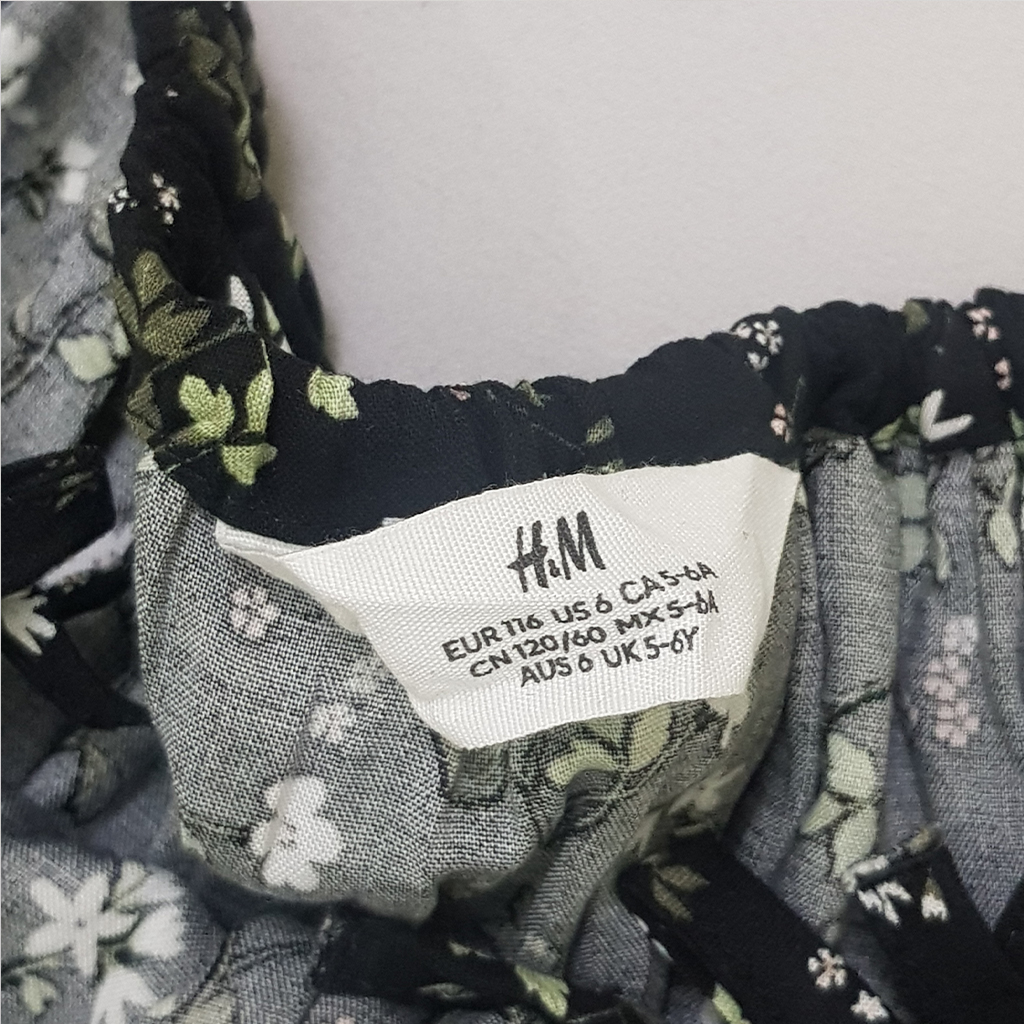 H&M
EUR 116 US 6 CA 5-6A
CN 120/60 MX 5-6A
AUS 6 UK 5-6Y